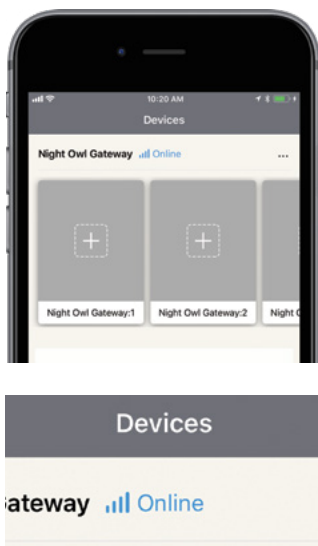 10:20 AM
Devices
Night Owl Gateway Online
...
Night Owl Gateway:1 Night Owl Gateway:2 Night
Devices
ateway Online